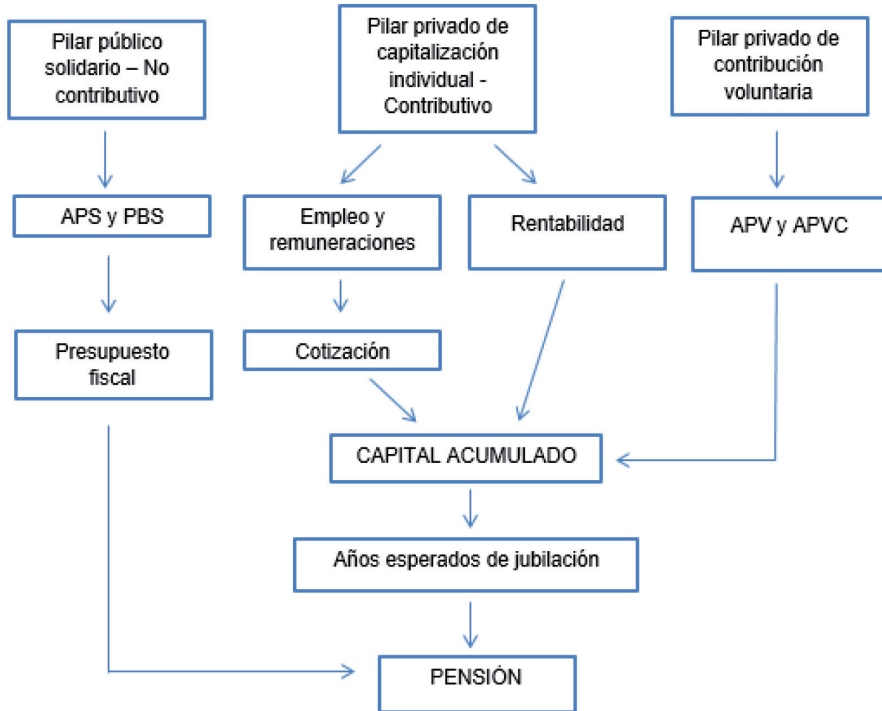 Pilar público
solidario – No
contributivo
Pilar privado de
capitalización
individual -
Contributivo
Pilar privado de
contribución
voluntaria
APS y PBS
Empleo y
remuneraciones
Rentabilidad
APV y APVC
Presupuesto
fiscal
Cotización
CAPITAL ACUMULADO
Años esperados de jubilación
PENSIÓN